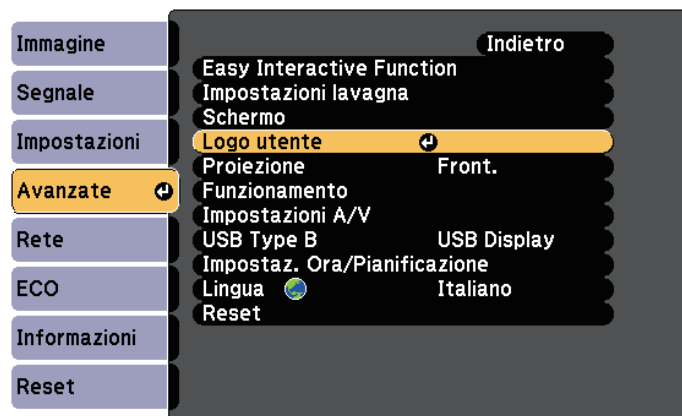 Immagine
Segnale
Impostazioni
Avanzate
Rete
ECO
Informazioni
Reset
Indietro
Easy Interactive Function
Impostazioni lavagna
Schermo
Logo utente
Proiezione Front.
Funzionamento
Impostazioni A/V
USB Type B USB Display
Impostaz. Ora/Pianificazione
Lingua Italiano
Reset